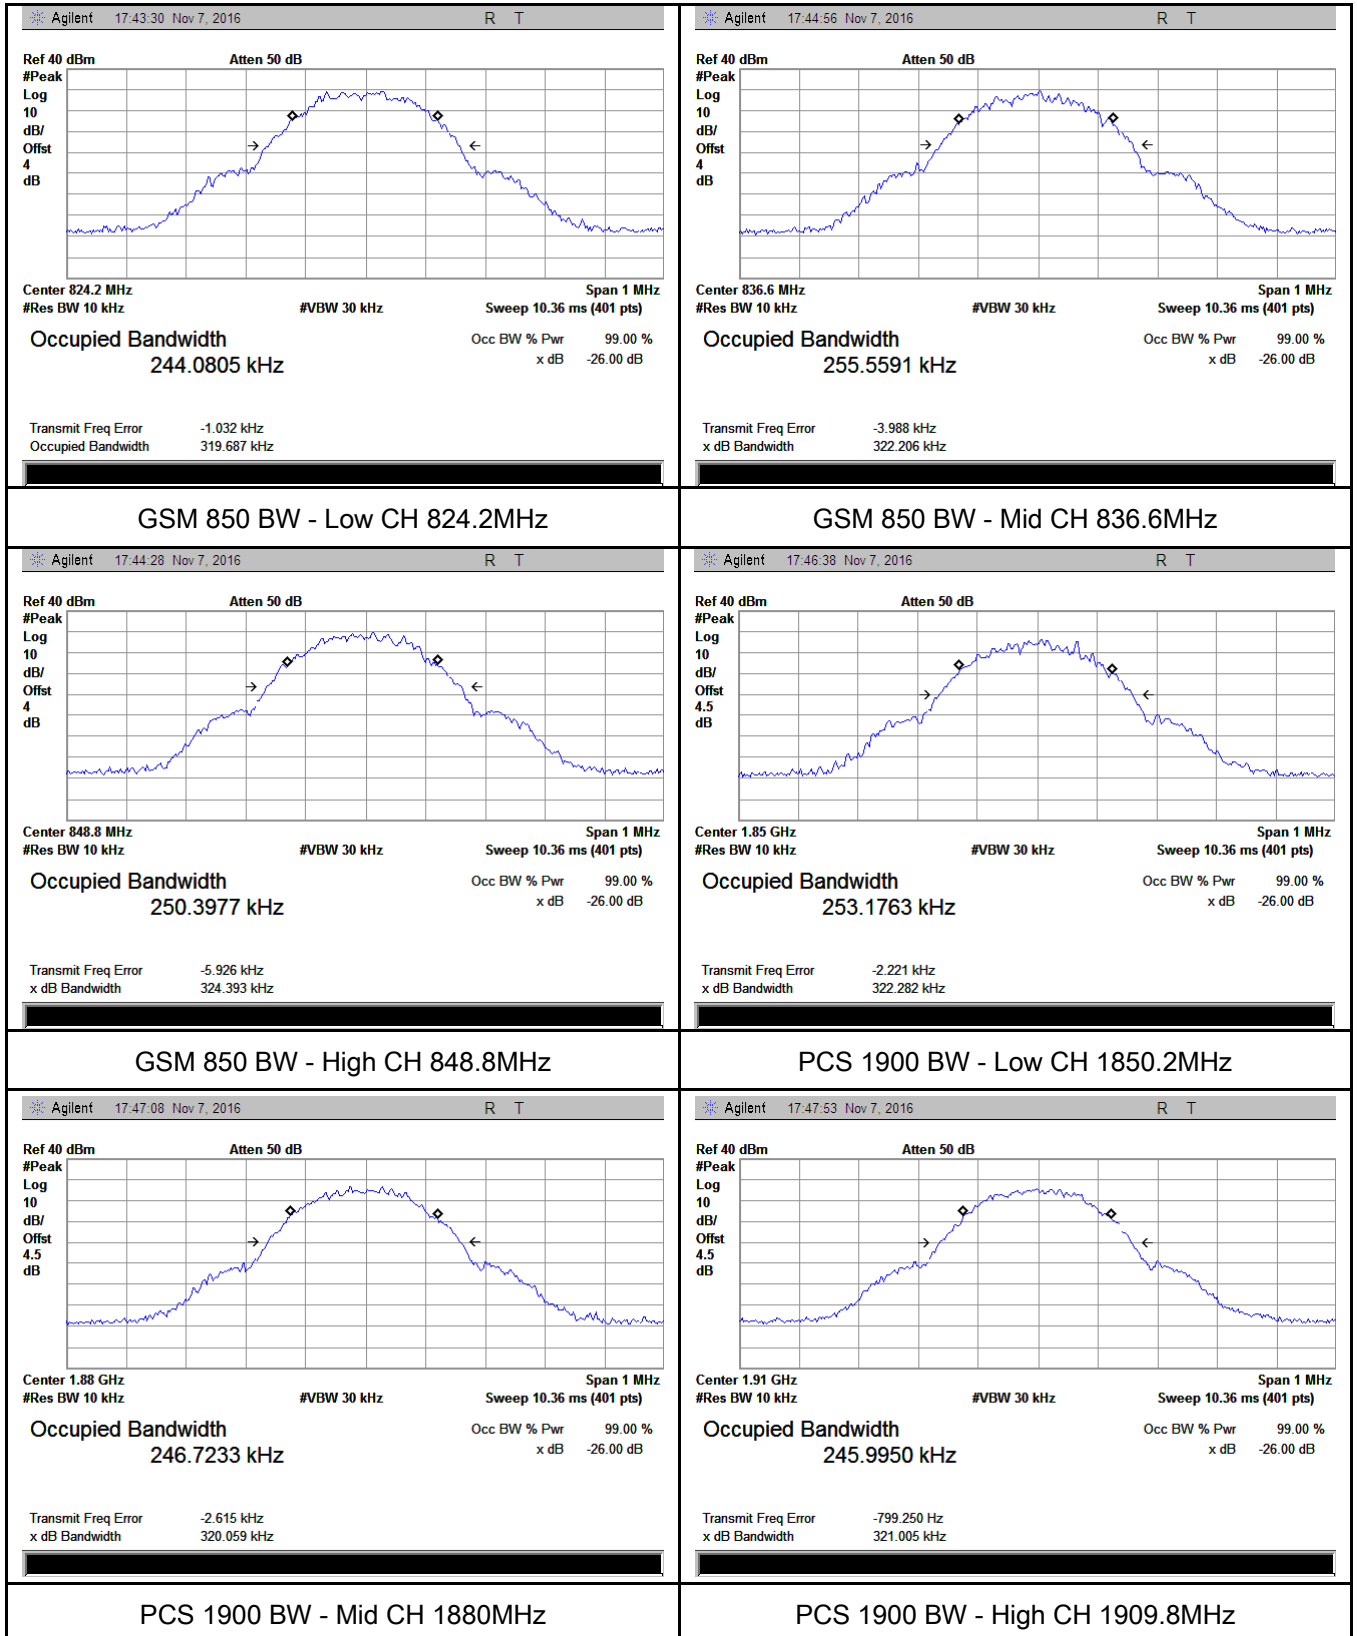 Agilent 17:43:30 Nov 7, 2016 R T
Ref 40 dBm Atten 50 dB
#Peak
Log
10
dB/
Offst
4
dB
Center 824.2 MHz Span 1 MHz
#Res BW 10 kHz #VBW 30 kHz Sweep 10.36 ms (401 pts)
Occupied Bandwidth Occ BW % Pwr 99.00 %
244.0805 kHz x dB -26.00 dB
Transmit Freq Error -1.032 kHz
Occupied Bandwidth 319.687 kHz
GSM 850 BW - Low CH 824.2MHz
Agilent 17:44:56 Nov 7, 2016 R T
Ref 40 dBm Atten 50 dB
#Peak
Log
10
dB/
Offst
4
dB
Center 836.6 MHz Span 1 MHz
#Res BW 10 kHz #VBW 30 kHz Sweep 10.36 ms (401 pts)
Occupied Bandwidth Occ BW % Pwr 99.00 %
255.5591 kHz x dB -26.00 dB
Transmit Freq Error -3.988 kHz
x dB Bandwidth 322.206 kHz
GSM 850 BW - Mid CH 836.6MHz
Agilent 17:44:28 Nov 7, 2016 R T
Ref 40 dBm Atten 50 dB
#Peak
Log
10
dB/
Offst
4
dB
Center 848.8 MHz Span 1 MHz
#Res BW 10 kHz #VBW 30 kHz Sweep 10.36 ms (401 pts)
Occupied Bandwidth Occ BW % Pwr 99.00 %
250.3977 kHz x dB -26.00 dB
Transmit Freq Error -5.926 kHz
x dB Bandwidth 324.393 kHz
GSM 850 BW - High CH 848.8MHz
Agilent 17:46:38 Nov 7, 2016 R T
Ref 40 dBm Atten 50 dB
#Peak
Log
10
dB/
Offst
4.5
dB
Center 1.85 GHz Span 1 MHz
#Res BW 10 kHz #VBW 30 kHz Sweep 10.36 ms (401 pts)
Occupied Bandwidth Occ BW % Pwr 99.00 %
253.1763 kHz x dB -26.00 dB
Transmit Freq Error -2.221 kHz
x dB Bandwidth 322.282 kHz
PCS 1900 BW - Low CH 1850.2MHz
Agilent 17:47:08 Nov 7, 2016 R T
Ref 40 dBm Atten 50 dB
#Peak
Log
10
dB/
Offst
4.5
dB
Center 1.88 GHz Span 1 MHz
#Res BW 10 kHz #VBW 30 kHz Sweep 10.36 ms (401 pts)
Occupied Bandwidth Occ BW % Pwr 99.00 %
246.7233 kHz x dB -26.00 dB
Transmit Freq Error -2.615 kHz
x dB Bandwidth 320.059 kHz
PCS 1900 BW - Mid CH 1880MHz
Agilent 17:47:53 Nov 7, 2016 R T
Ref 40 dBm Atten 50 dB
#Peak
Log
10
dB/
Offst
4.5
dB
Center 1.91 GHz Span 1 MHz
#Res BW 10 kHz #VBW 30 kHz Sweep 10.36 ms (401 pts)
Occupied Bandwidth Occ BW % Pwr 99.00 %
245.9950 kHz x dB -26.00 dB
Transmit Freq Error -799.250 Hz
x dB Bandwidth 321.005 kHz
PCS 1900 BW - High CH 1909.8MHz